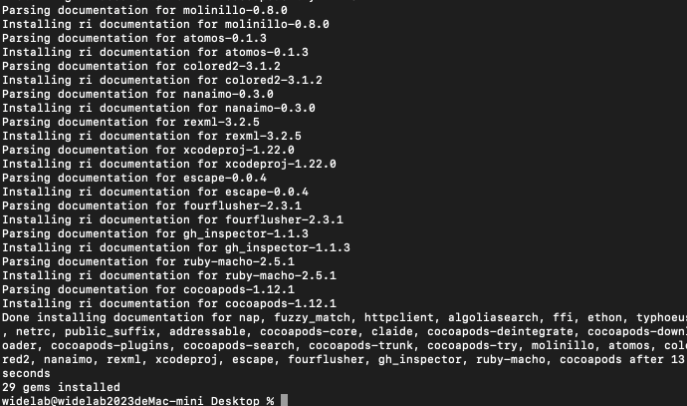 Parsing documentation for molinillo-0.8.0
Installing ri documentation for molinillo-0.8.0
Parsing documentation for atomos-0.1.3
Installing ri documentation for atomos-0.1.3
Parsing documentation for colored2-3.1.2
Installing ri documentation for colored2-3.1.2
Parsing documentation for nanaimo-0.3.0
Installing ri documentation for nanaimo-0.3.0
Parsing documentation for rexml-3.2.5
Installing ri documentation for rexml-3.2.5
Parsing documentation for xcodeproj-1.22.0
Installing ri documentation for xcodeproj-1.22.0
Parsing documentation for escape-0.0.4
Installing ri documentation for escape-0.0.4
Parsing documentation for fourflusher-2.3.1
Installing ri documentation for fourflusher-2.3.1
Parsing documentation for gh_inspector-1.1.3
Installing ri documentation for gh_inspector-1.1.3
Parsing documentation for ruby-macho-2.5.1
Installing ri documentation for ruby-macho-2.5.1
Parsing documentation for cocoapods-1.12.1
Installing ri documentation for cocoapods-1.12.1
Done installing documentation for nap, fuzzy_match, httpclient, algoliasearch, ffi, ethon, typhoeus
, netrc, public_suffix, addressable, cocoapods-core, claide, cocoapods-deintegrate, cocoapods-downl
oader, cocoapods-plugins, cocoapods-search, cocoapods-trunk, cocoapods-try, molinillo, atomos, colo
red2, nanaimo, rexml, xcodeproj, escape, fourflusher, gh_inspector, ruby-macho, cocoapods after 13
seconds
29 gems installed
widelab@widelab2023deMac-mini Desktop %